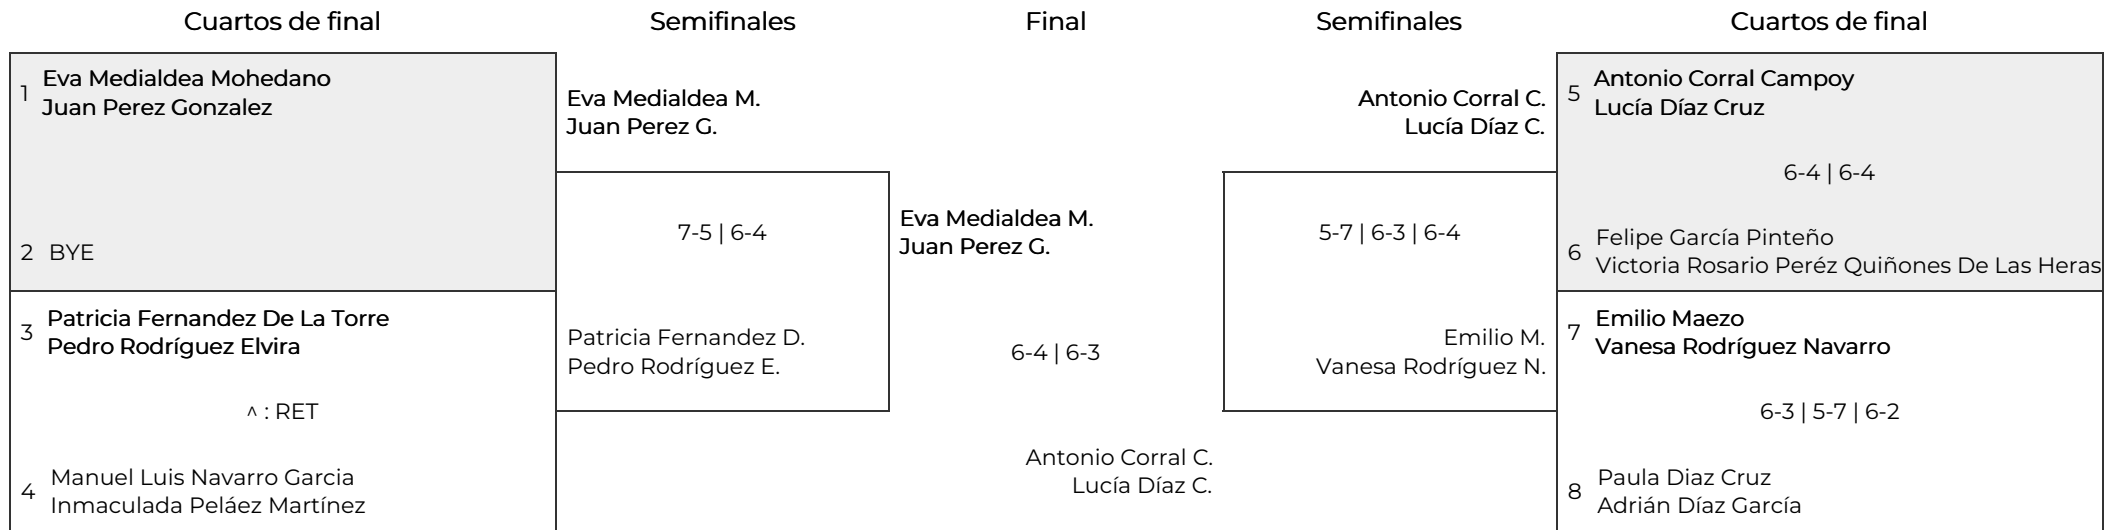 Cuartos de final
Semifinales
Final
Semifinales
Cuartos de final
1
Eva Medialdea Mohedano
Juan Perez Gonzalez
2 BYE
3
Patricia Fernandez De La Torre
Pedro Rodríguez Elvira
^ : RET
4
Manuel Luis Navarro Garcia
Inmaculada Peláez Martínez
Eva Medialdea M.
Juan Perez G.
7-5 | 6-4
Patricia Fernandez D.
Pedro Rodríguez E.
Eva Medialdea M.
Juan Perez G.
6-4 | 6-3
Antonio Corral C.
Lucía Díaz C.
Antonio Corral C.
Lucía Díaz C.
5-7 | 6-3 | 6-4
Emilio M.
Vanesa Rodríguez N.
5
Antonio Corral Campoy
Lucía Díaz Cruz
6-4 | 6-4
6
Felipe García Pinteño
Victoria Rosario Peréz Quiñones De Las Heras
7
Emilio Maezo
Vanesa Rodríguez Navarro
6-3 | 5-7 | 6-2
8
Paula Diaz Cruz
Adrián Díaz García